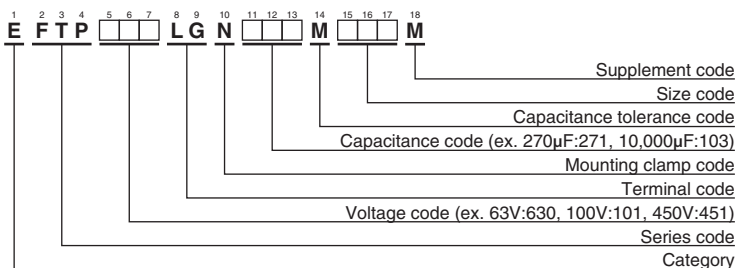 1 2 3 4 5 6 7 8 9 10 11 12 13 14 15 16 17 18
E F T P L G N M M
Supplement code
Size code
Capacitance tolerance code
Capacitance code (ex. 270µF:271, 10,000µF:103)
Mounting clamp code
Terminal code
Voltage code (ex. 63V:630, 100V:101, 450V:451)
Series code
Category